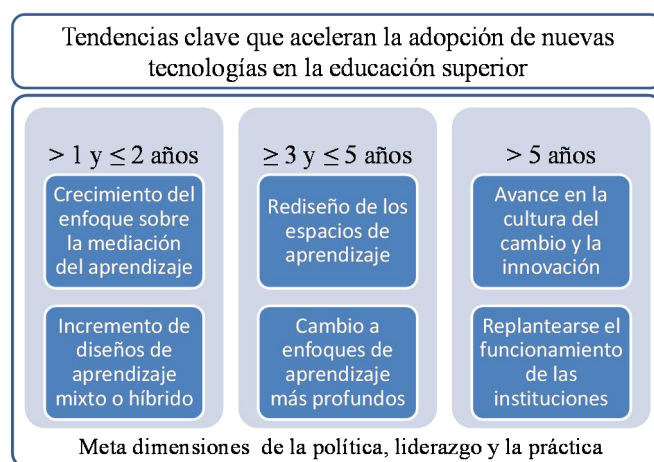 Tendencias clave que aceleran la adopción de nuevas
tecnologías en la educación superior
> 1 y ≤ 2 años
Crecimiento del
enfoque sobre
la mediación
del aprendizaje
Incremento de
diseños de
aprendizaje
mixto o híbrido
≥ 3 y ≤ 5 años
Rediseño de los
espacios de
aprendizaje
Cambio a
enfoques de
aprendizaje
más profundos
> 5 años
Avance en la
cultura del
cambio y la
innovación
Replantearse el
funcionamiento
de las
instituciones
Meta dimensiones de la política, liderazgo y la práctica